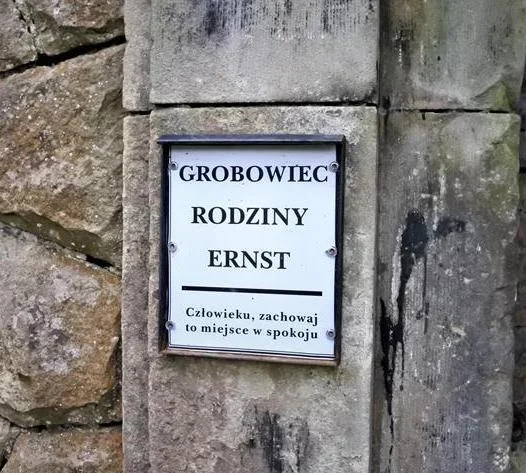 GROBOWIEC
RODZINY
ERNST
Człowieku, zachowaj
to miejsce w spokoju